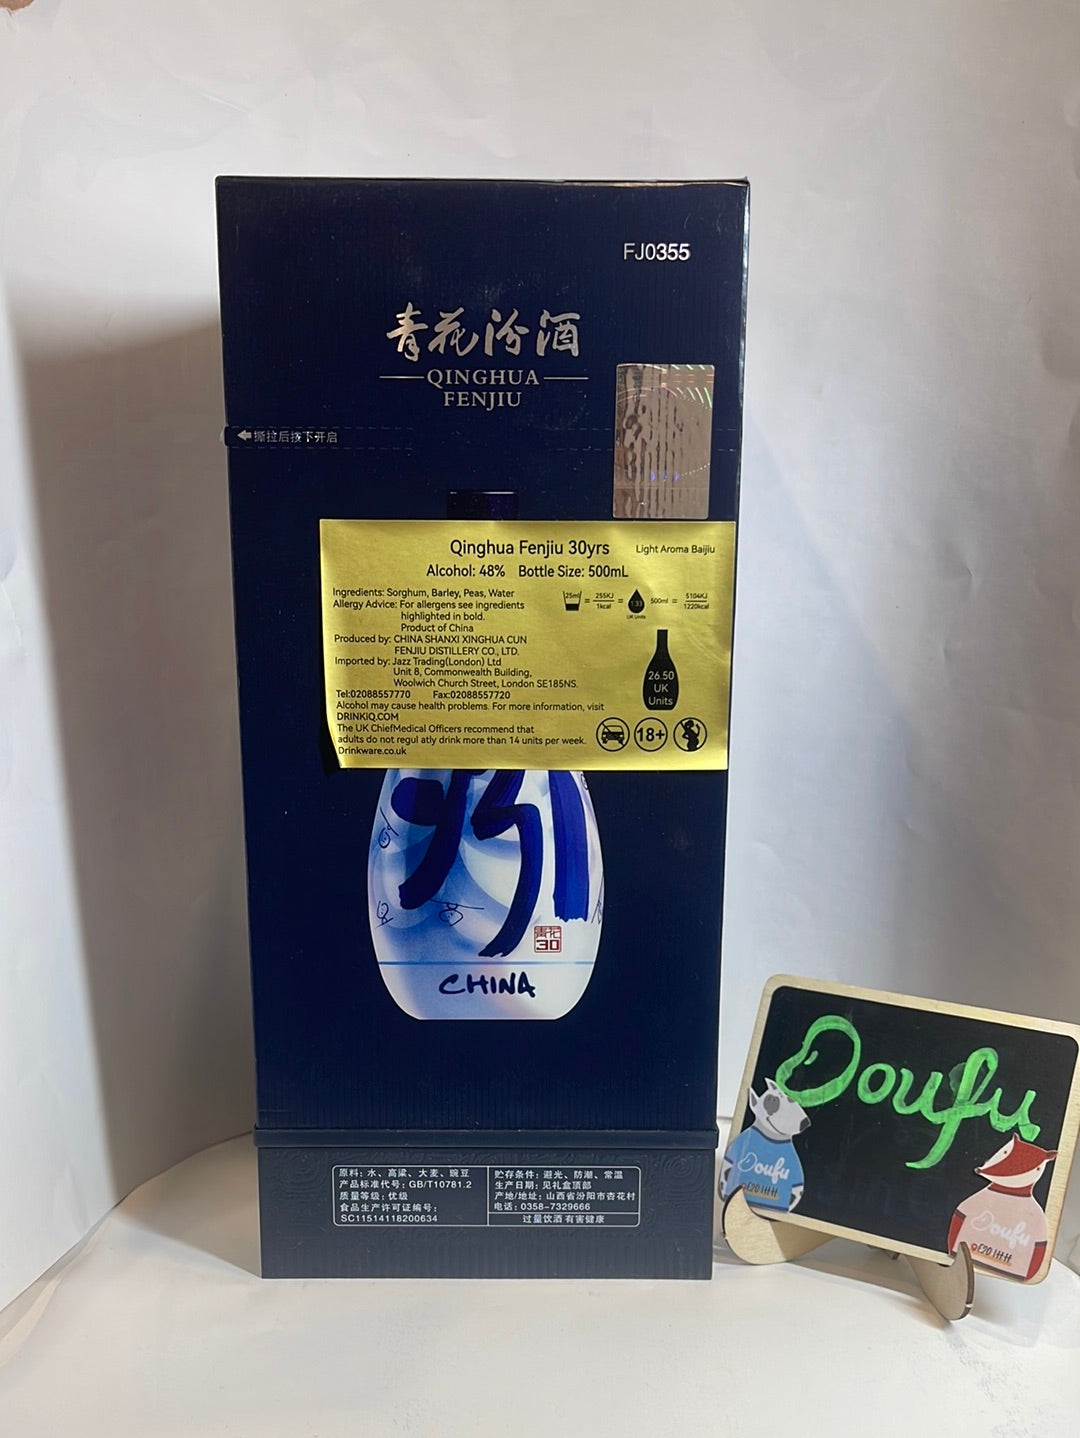 FJ0355
青花汾酒
QINGHUA
FENJIU
撕拉后按下开启
Qinghua Fenjiu 30yrs
Light Aroma Baijiu
Alcohol: 48% Bottle Size: 500mL
Ingredients: Sorghum, Barley, Peas, Water
Allergy Advice: For allergens see ingredients
highlighted in bold.
Product of China
Produced by: CHINA SHANXI XINGHUA CUN
FENJIU DISTILLERY CO., LTD.
Imported by: Jazz Trading(London) Ltd
Unit 8, Commonwealth Building,
Woolwich Church Street, London SE185NS.
Tel:02088557770 Fax:02088557720
Alcohol may cause health problems. For more information, visit
DRINKiQ.COM
The UK ChiefMedical Officers recommend that
adults do not regul atly drink more than 14 units per week.
Drinkware.co.uk
25ml = 255KJ
1kcal = 1.33 500ml = 5104KJ
1220kcal
UK Units
26.50
UK
Units
18+
青花
30
CHINA
原料: 水、高粱、大麦、豌豆
产品标准代号: GB/T10781.2
质量等级: 优级
食品生产许可证编号:
SC11514118200634
贮存条件: 避光、防潮、常温
生产日期: 见礼盒顶部
产地/地址: 山西省汾阳市杏花村
电话: 0358-7329666
过量饮酒 有害健康
Doufu
Doufu
Doufu